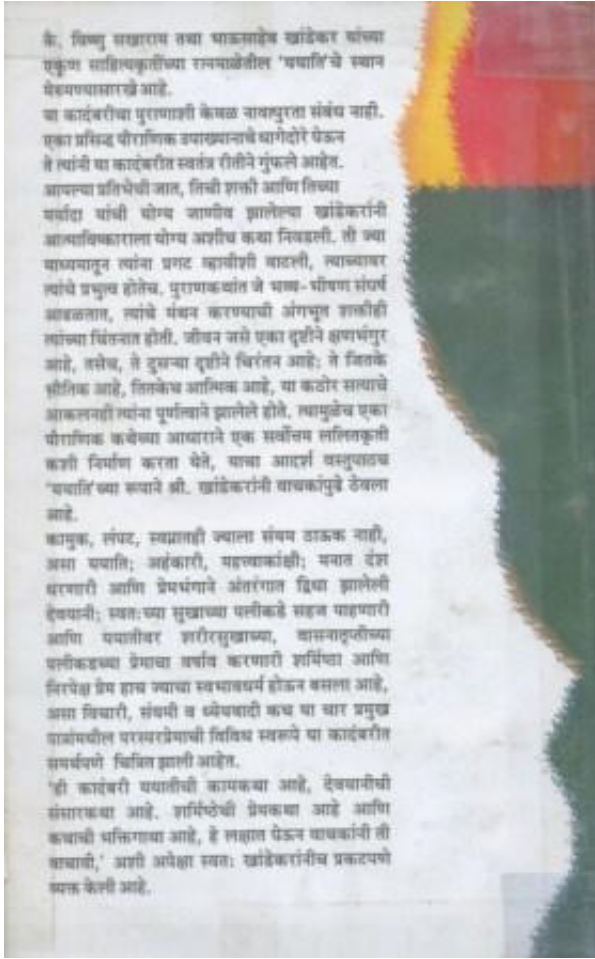 कै. विष्णु सखाराम तथा भाऊसाहेब खांडेकर यांच्या
एकूण साहित्यकृतींच्या रत्नमाळेतील 'ययाति'चे स्थान
मेरुमण्यासारखे आहे.
या कादंबरीचा पुराणाशी केवळ नावापुरता संबंध नाही.
एका प्रसिद्ध पौराणिक उपाख्यानाचे धागेदोरे घेऊन
ते त्यांनी या कादंबरीत स्वतंत्र रीतीने गुंफले आहेत.
आपल्या प्रतिभेची जात, तिची शक्ती आणि तिच्या
मर्यादा यांची योग्य जाणीव झालेल्या खांडेकरांनी
आत्माविष्काराला योग्य अशीच कथा निवडली. ती ज्या
माध्यमातून त्यांना प्रगट व्हावीशी वाटली, त्याच्यावर
त्यांचे प्रभुत्व होतेच. पुराणकथांत जे भव्य-भीषण संघर्ष
आढळतात, त्यांचे मंथन करण्याची अंगभूत शक्तीही
त्यांच्या चिंतनात होती. जीवन जसे एका दृष्टीने क्षणभंगुर
आहे, तसेच, ते दुसऱ्या दृष्टीने चिरंतन आहे; ते जितके
भौतिक आहे, तितकेच आत्मिक आहे, या कठोर सत्याचे
आकलनही त्यांना पूर्णत्वाने झालेले होते. त्यामुळेच एका
पौराणिक कथेच्या आधाराने एक सर्वोत्तम ललितकृती
कशी निर्माण करता येते, याचा आदर्श वस्तुपाठच
'ययाति'च्या रूपाने श्री. खांडेकरांनी वाचकांपुढे ठेवला
आहे.
कामुक, लंपट, स्वप्नातही ज्याला संयम ठाऊक नाही,
असा ययाति; अहंकारी, महत्त्वाकांक्षी; मनात दंश
धरणारी आणि प्रेमभंगाने अंतरंगात द्विधा झालेली
देवयानी; स्वतःच्या सुखाच्या पलीकडे सहज पाहणारी
आणि ययातीवर शरीरसुखाच्या, वासनातृप्तीच्या
पलीकडच्या प्रेमाचा वर्षाव करणारी शर्मिष्ठा आणि
निरपेक्ष प्रेम हाच ज्याचा स्वभावधर्म होऊन बसला आहे,
असा विचारी, संयमी व ध्येयवादी कच या चार प्रमुख
पात्रांमधील परस्परप्रेमाची विविध स्वरूपे या कादंबरीत
समर्थपणे चित्रित झाली आहेत.
'ही कादंबरी ययातीची कामकथा आहे, देवयानीची
संसारकथा आहे. शर्मिष्ठेची प्रेमकथा आहे आणि
कचाची भक्तिगाथा आहे, हे लक्षात घेऊन वाचकांनी ती
वाचावी,' अशी अपेक्षा स्वतः खांडेकरांनीच प्रकटपणे
व्यक्त केली आहे.